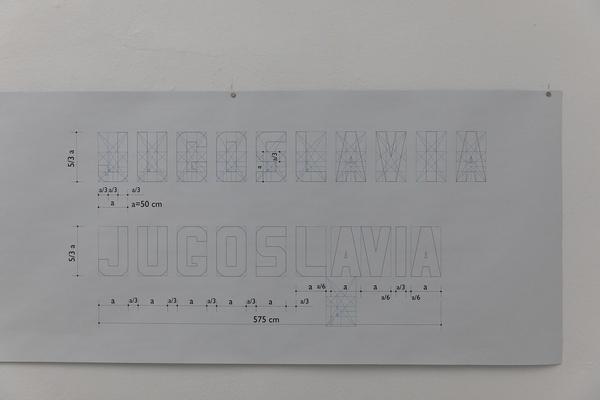 JUGOSLAVIA
5/3 a
a
a/3
a/3 a/3 a/3
a a=50 cm
JUGOSLAVIA
5/3 a
a a/6 a a a/3 a
a a/3 a a/3 a a/3 a a/3 a a/3 a/6 a/6
575 cm